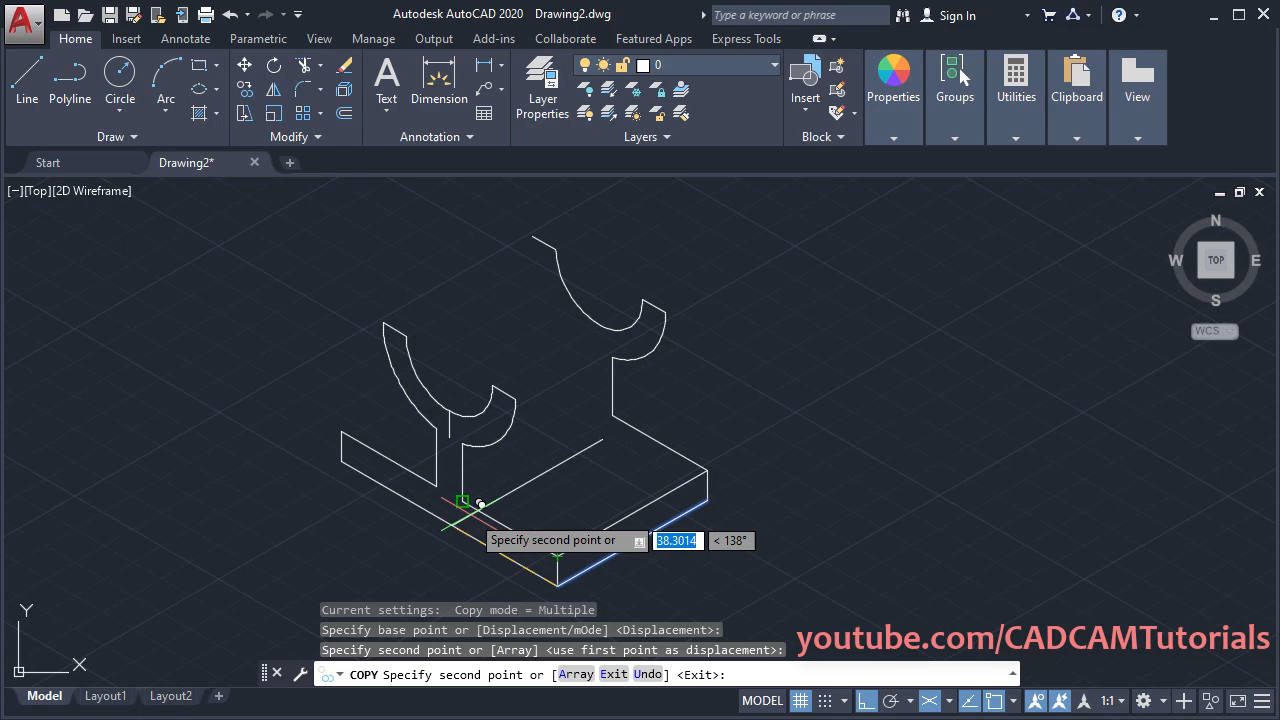 Autodesk AutoCAD 2020 Drawing2.dwg
Type a keyword or phrase
Sign In
Home Insert Annotate Parametric View Manage Output Add-ins Collaborate Featured Apps Express Tools
0
Line Polyline Circle Arc
Text Dimension
Layer
Properties
Insert
Properties Groups Utilities Clipboard View
Draw Modify Annotation Layers Block
Start Drawing2*
[−][Top][2D Wireframe]
N
W TOP E
S
WCS
Specify second point or 38.3014 < 138°
Current settings: Copy mode = Multiple
Specify base point or [Displacement/mOde] <Displacement>:
Specify second point or [Array] <use first point as displacement>:
COPY Specify second point or [Array Exit Undo] <Exit>:
youtube.com/CADCAMTutorials
Y
X
Model Layout1 Layout2
MODEL
1:1